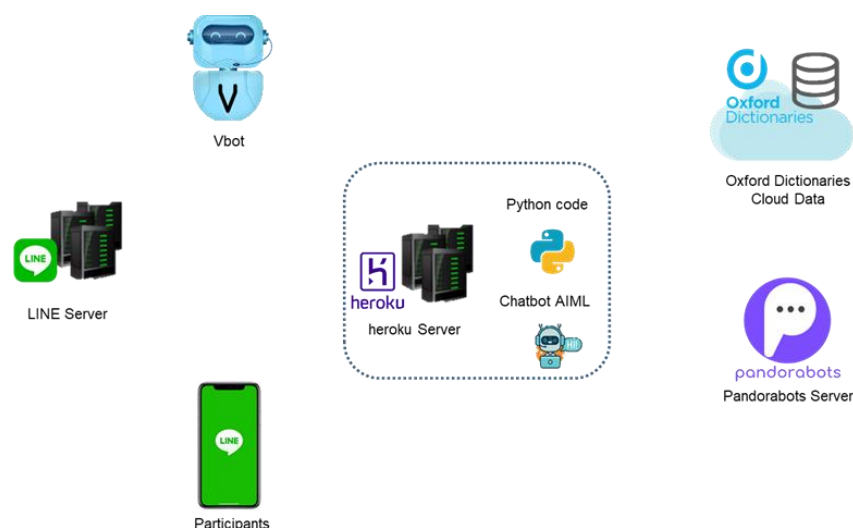 V
Vbot
Oxford
Dictionaries
Oxford Dictionaries
Cloud Data
LINE
LINE Server
Python code
heroku
heroku Server
Chatbot AIML
Hi!
pandorabots
Pandorabots Server
LINE
Participants